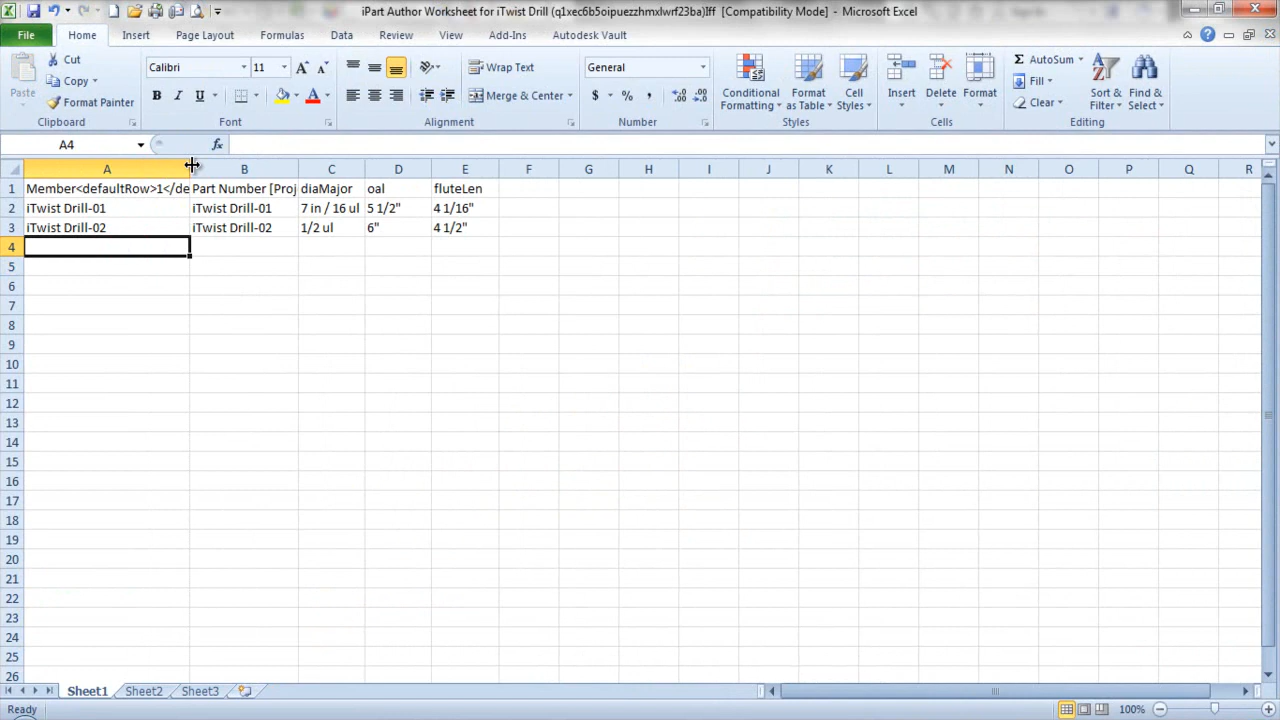 iPart Author Worksheet for iTwist Drill (q1xec6b5oipuezzhmxlwrf23ba.ltf [Compatibility Mode] - Microsoft Excel
File Home Insert Page Layout Formulas Data Review View Add-Ins Autodesk Vault
Paste
Cut
Copy
Format Painter
Clipboard
Calibri 11
B I U
Font
Wrap Text
Merge & Center
Alignment
General
$ % ,
Number
Conditional Formatting
Format as Table
Cell Styles
Styles
Insert
Delete
Format
Cells
AutoSum
Fill
Clear
Sort & Filter
Find & Select
Editing
A4 fx
A B C D E F G H I J K L M N O P Q R
1 Member<defaultRow>1</de Part Number [Proj diaMajor oal fluteLen
2 iTwist Drill-01 iTwist Drill-01 7 in / 16 ul 5 1/2" 4 1/16"
3 iTwist Drill-02 iTwist Drill-02 1/2 ul 6" 4 1/2"
4
5
6
7
8
9
10
11
12
13
14
15
16
17
18
19
20
21
22
23
24
25
26
Sheet1 Sheet2 Sheet3
Ready 100%